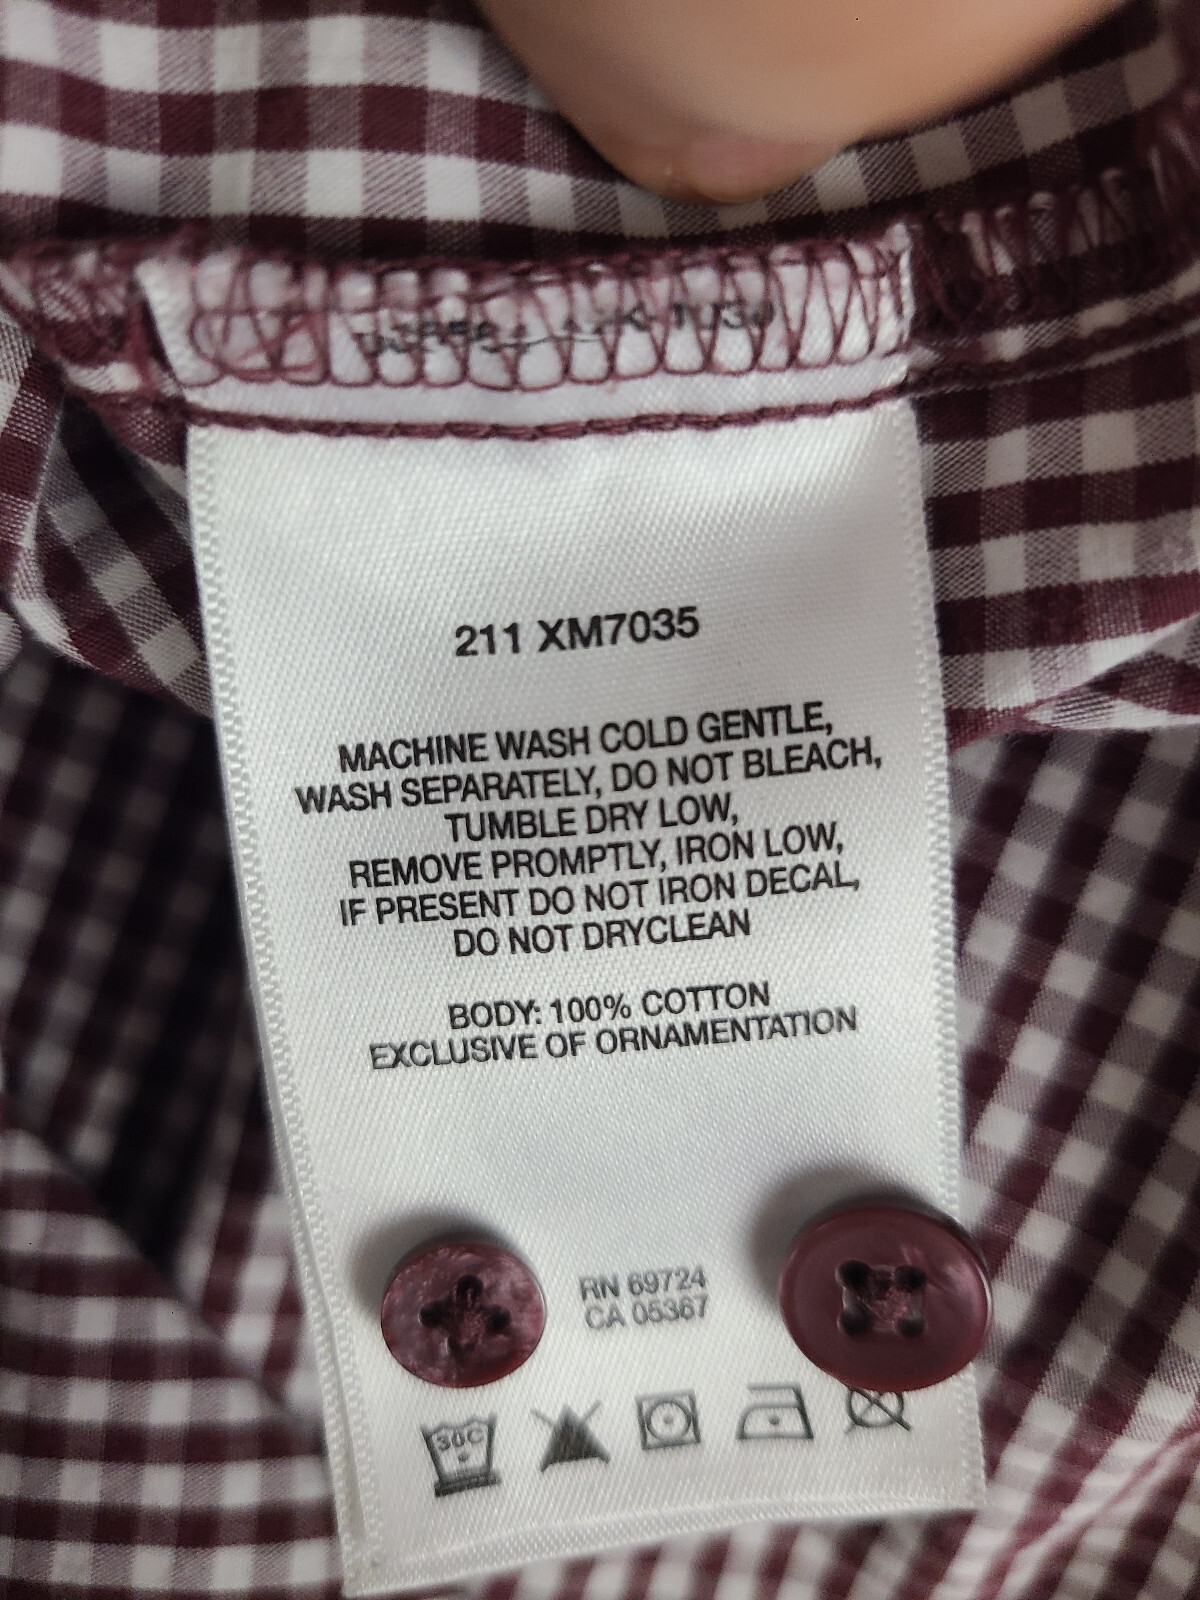 211 XM7035
MACHINE WASH COLD GENTLE,
WASH SEPARATELY, DO NOT BLEACH,
TUMBLE DRY LOW,
REMOVE PROMPTLY, IRON LOW,
IF PRESENT DO NOT IRON DECAL,
DO NOT DRYCLEAN
BODY: 100% COTTON
EXCLUSIVE OF ORNAMENTATION
RN 69724
CA 05367
30C